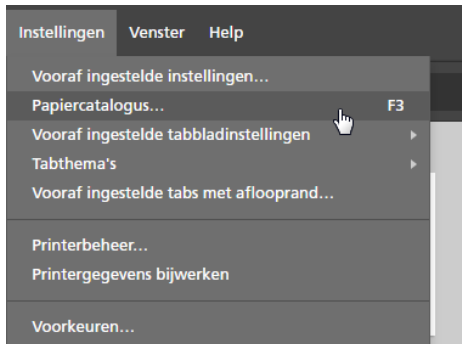 Instellingen Venster Help
Vooraf ingestelde instellingen...
Papiercatalogus... F3
Vooraf ingestelde tabbladinstellingen
Tabthema's
Vooraf ingestelde tabs met aflooprand...
Printerbeheer...
Printergegevens bijwerken
Voorkeuren...